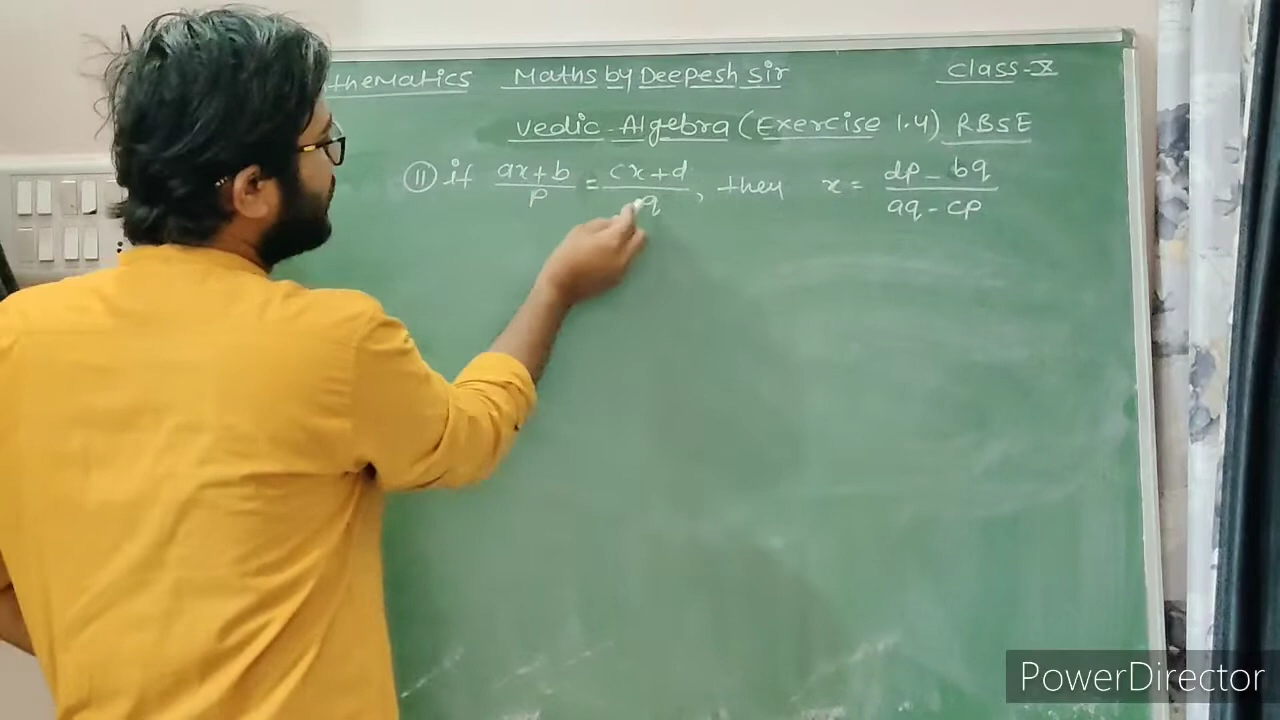 thematics Maths by Deepesh Sir Class-X
Vedic-Algebra (Exercise 1.4) RBSE
(11) if (ax+b)/p = (cx+d)/q, then x = (dp-bq)/(aq-cp)
PowerDirector